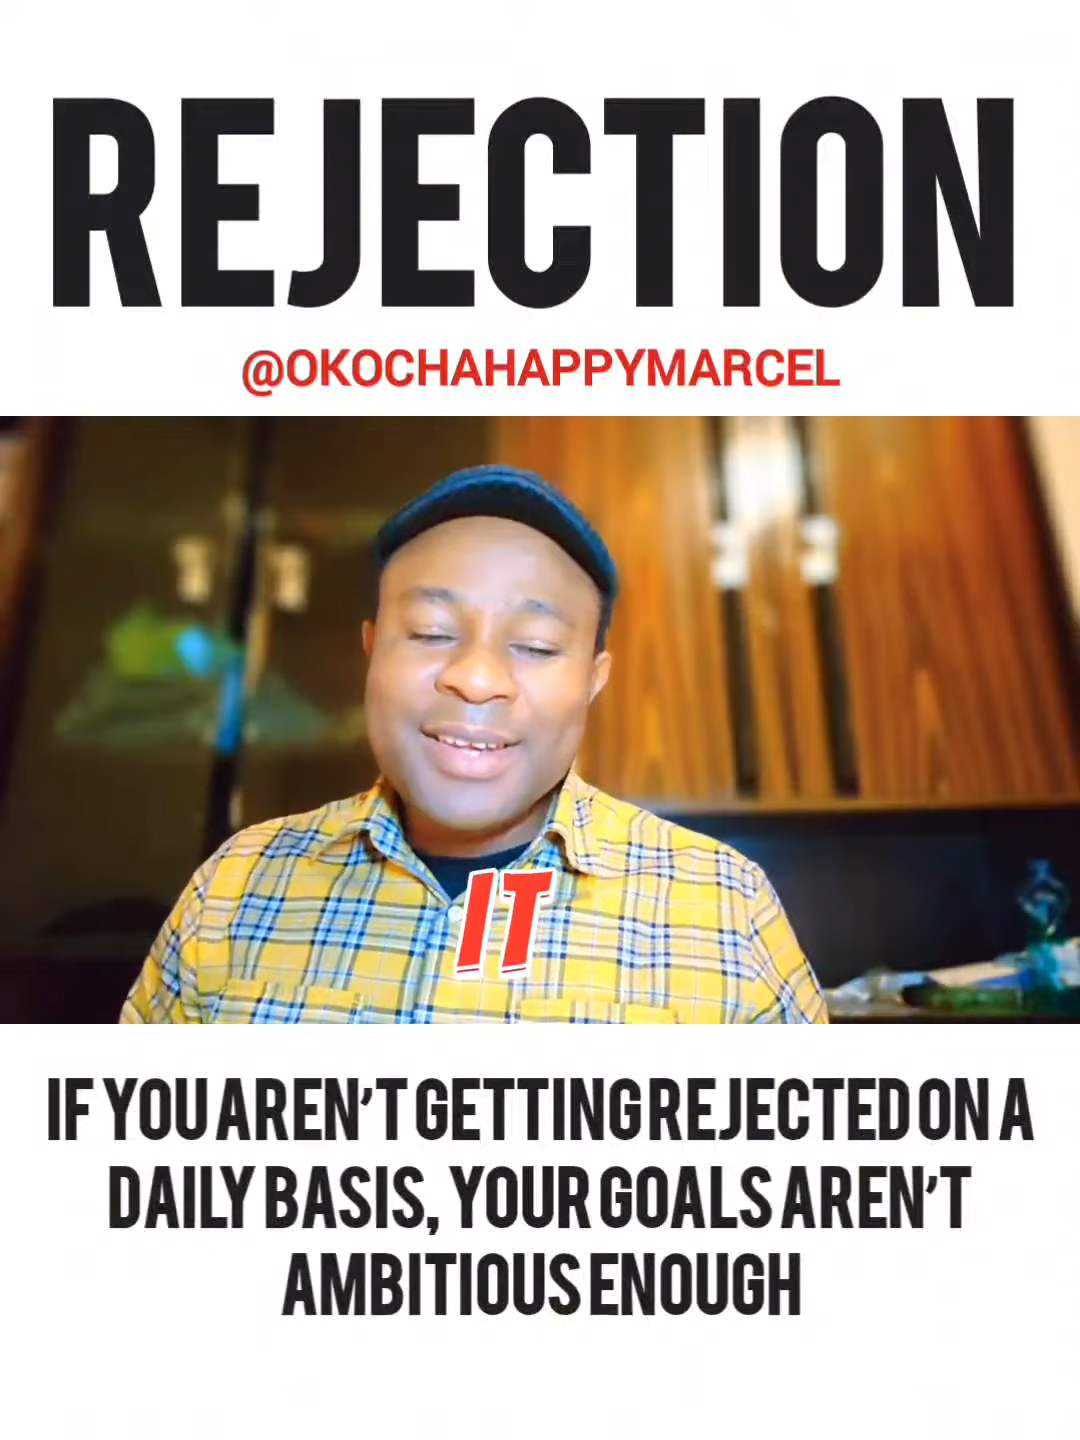 REJECTION
@OKOCHAHAPPYMARCEL
IT
IF YOU AREN'T GETTING REJECTED ON A
DAILY BASIS, YOUR GOALS AREN'T
AMBITIOUS ENOUGH